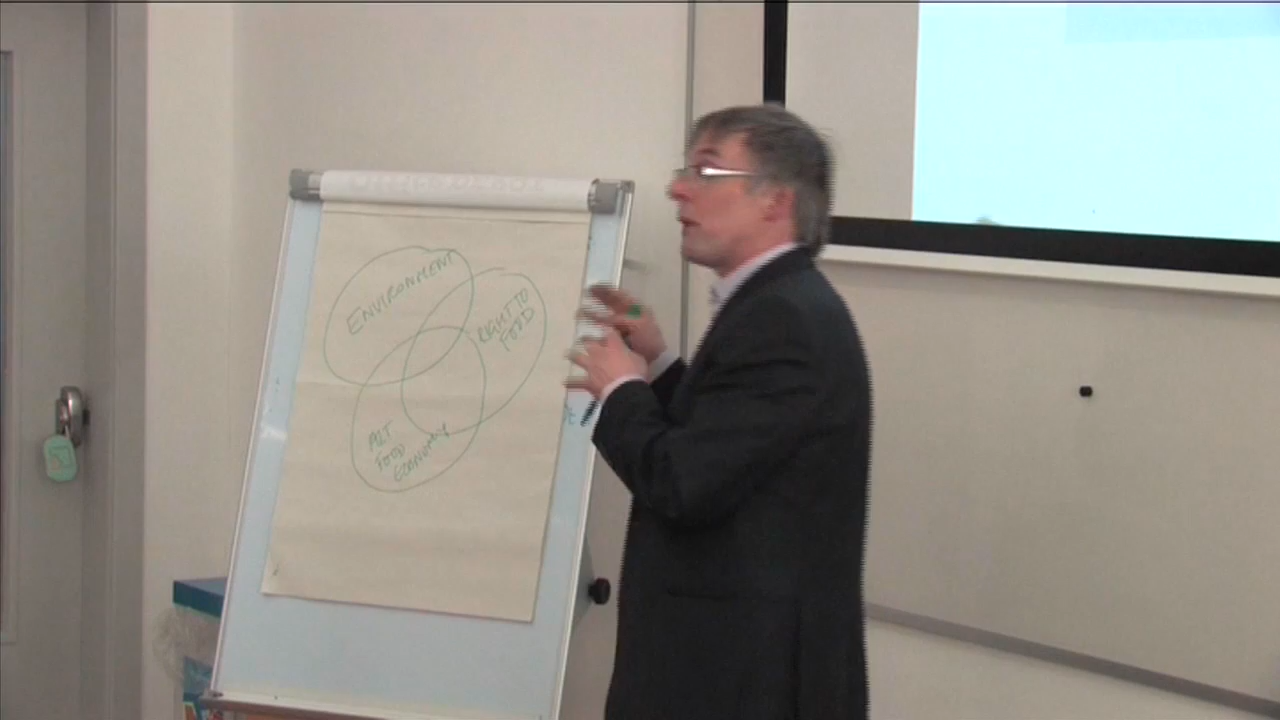 ENVIRONMENT
RIGHT TO
FOOD
ALT
FOOD
ECONOMY